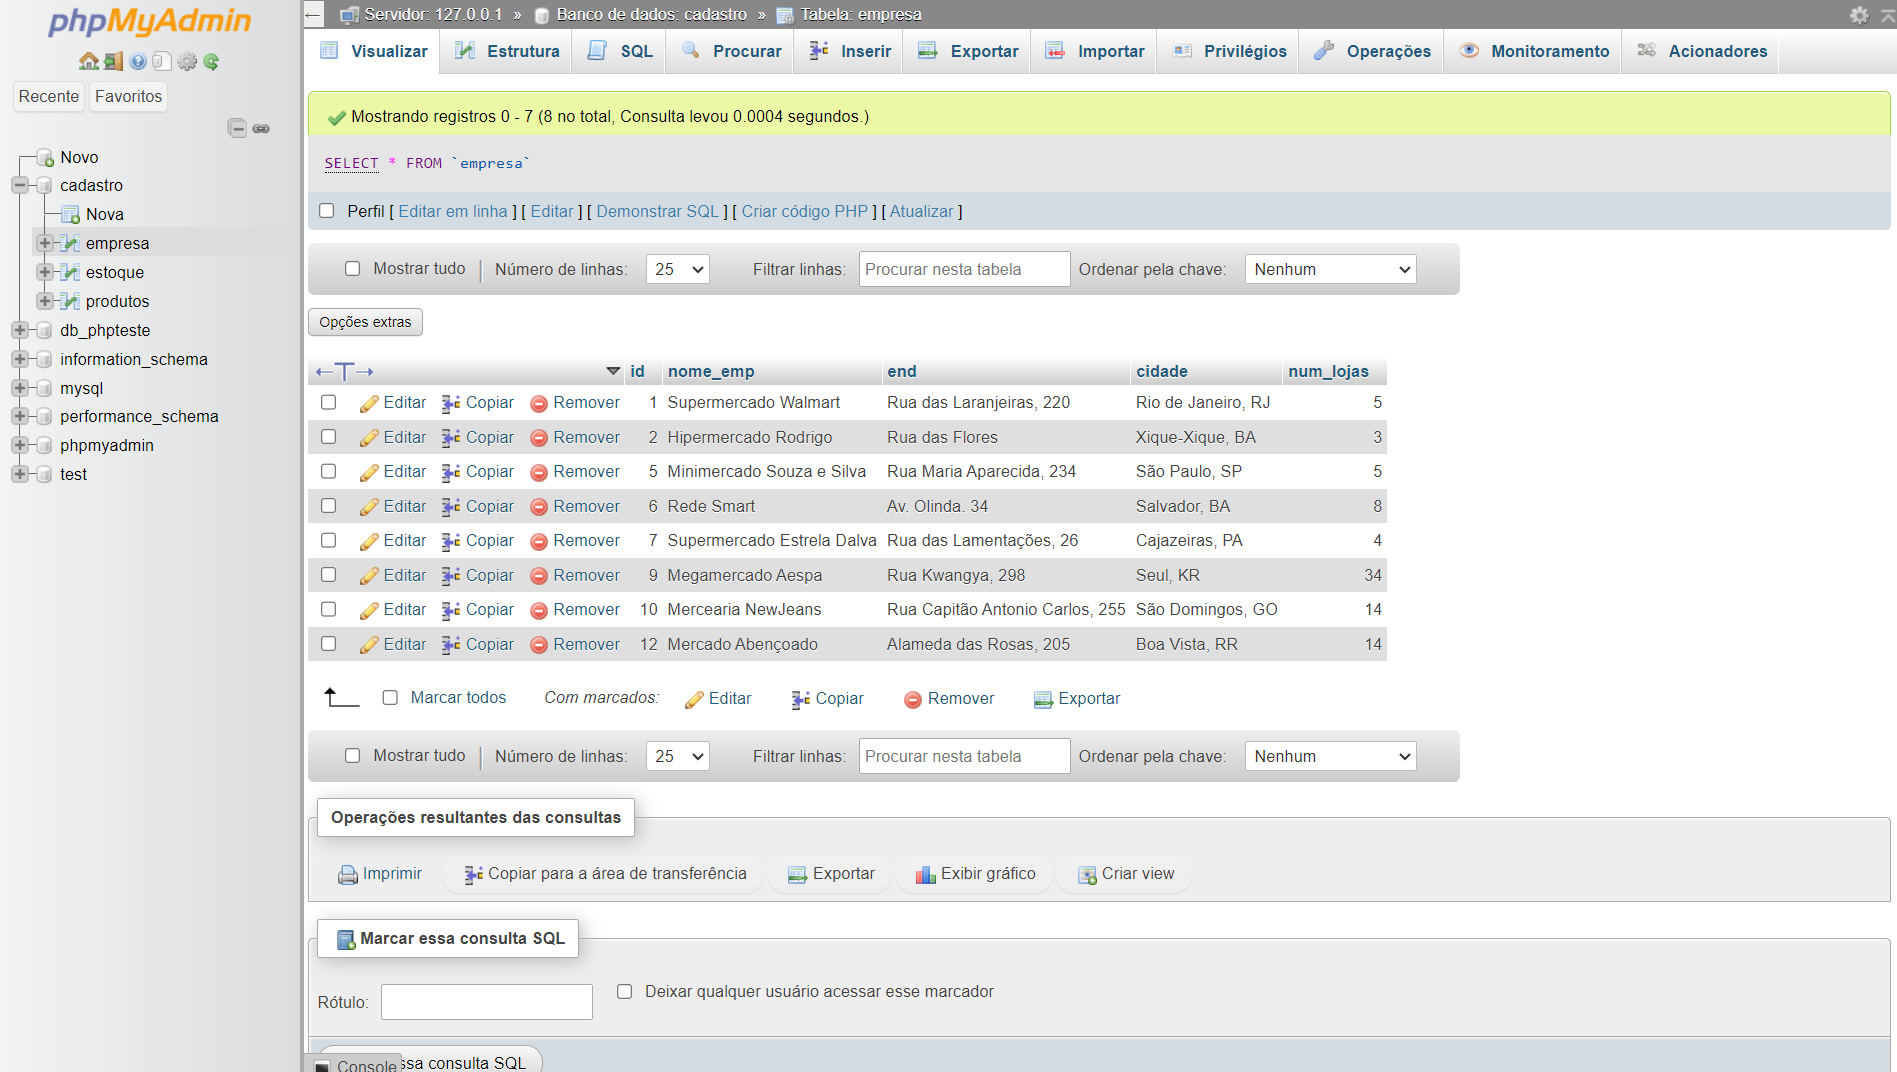 phpMyAdmin
Recente Favoritos
Novo
cadastro
Nova
empresa
estoque
produtos
db_phpteste
information_schema
mysql
performance_schema
phpmyadmin
test
← Servidor: 127.0.0.1 » Banco de dados: cadastro » Tabela: empresa
Visualizar Estrutura SQL Procurar Inserir Exportar Importar Privilégios Operações Monitoramento Acionadores
Mostrando registros 0 - 7 (8 no total, Consulta levou 0.0004 segundos.)
SELECT * FROM `empresa`
Perfil [ Editar em linha ] [ Editar ] [ Demonstrar SQL ] [ Criar código PHP ] [ Atualizar ]
Mostrar tudo | Número de linhas: 25 Filtrar linhas: Procurar nesta tabela Ordenar pela chave: Nenhum
Opções extras
←T→ id nome_emp end cidade num_lojas
Editar Copiar Remover 1 Supermercado Walmart Rua das Laranjeiras, 220 Rio de Janeiro, RJ 5
Editar Copiar Remover 2 Hipermercado Rodrigo Rua das Flores Xique-Xique, BA 3
Editar Copiar Remover 5 Minimercado Souza e Silva Rua Maria Aparecida, 234 São Paulo, SP 5
Editar Copiar Remover 6 Rede Smart Av. Olinda. 34 Salvador, BA 8
Editar Copiar Remover 7 Supermercado Estrela Dalva Rua das Lamentações, 26 Cajazeiras, PA 4
Editar Copiar Remover 9 Megamercado Aespa Rua Kwangya, 298 Seul, KR 34
Editar Copiar Remover 10 Mercearia NewJeans Rua Capitão Antonio Carlos, 255 São Domingos, GO 14
Editar Copiar Remover 12 Mercado Abençoado Alameda das Rosas, 205 Boa Vista, RR 14
Marcar todos Com marcados: Editar Copiar Remover Exportar
Mostrar tudo | Número de linhas: 25 Filtrar linhas: Procurar nesta tabela Ordenar pela chave: Nenhum
Operações resultantes das consultas
Imprimir Copiar para a área de transferência Exportar Exibir gráfico Criar view
Marcar essa consulta SQL
Rótulo: Deixar qualquer usuário acessar esse marcador
Console ssa consulta SQL